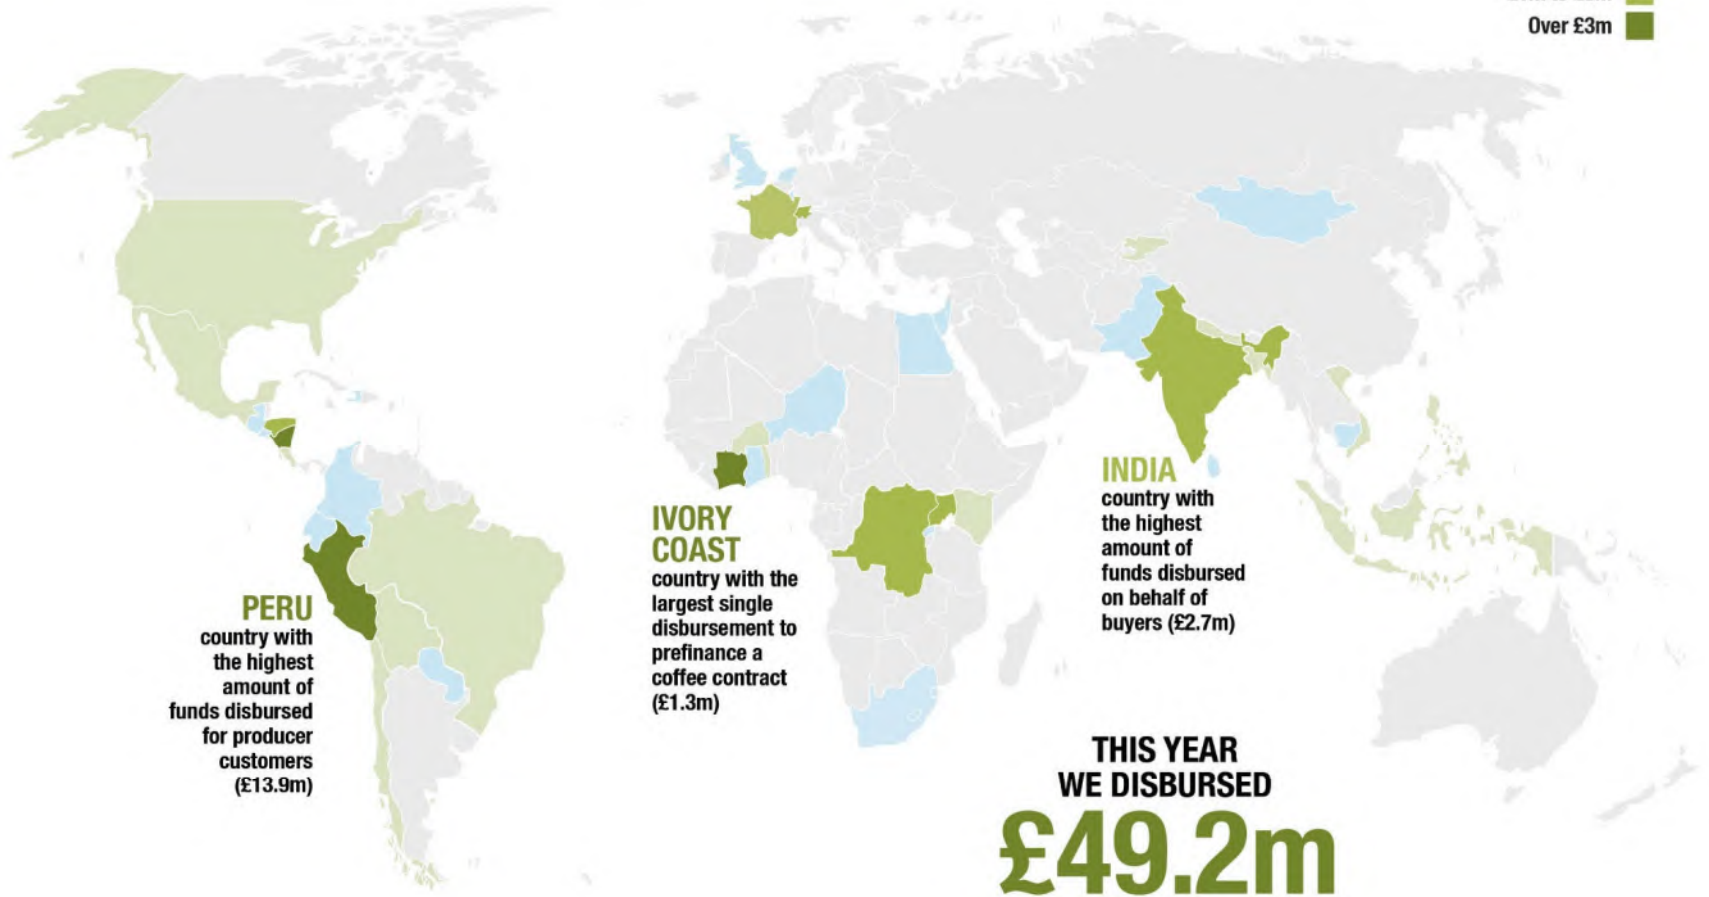 Over £3m
PERU
country with
the highest
amount of
funds disbursed
for producer
customers
(£13.9m)
IVORY
COAST
country with the
largest single
disbursement to
prefinance a
coffee contract
(£1.3m)
INDIA
country with
the highest
amount of
funds disbursed
on behalf of
buyers (£2.7m)
THIS YEAR
WE DISBURSED
£49.2m